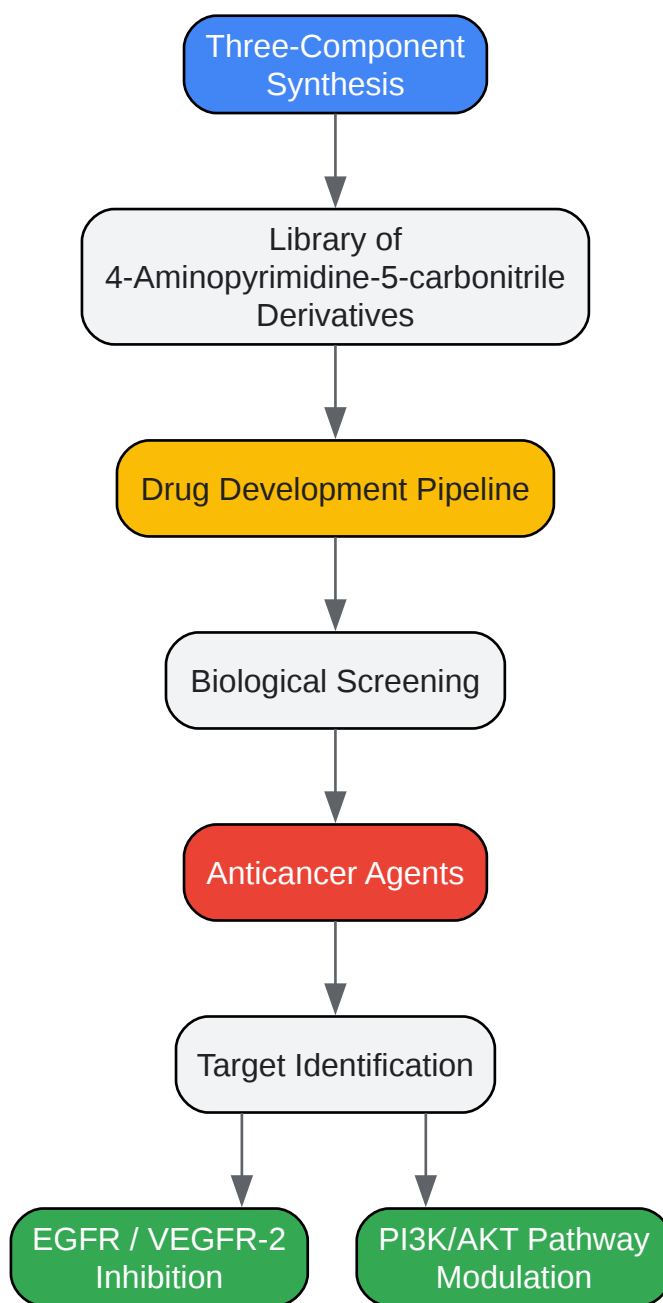 Three-Component
Synthesis
Library of
4-Aminopyrimidine-5-carbonitrile
Derivatives
Drug Development Pipeline
Biological Screening
Anticancer Agents
Target Identification
EGFR / VEGFR-2
Inhibition
PI3K/AKT Pathway
Modulation